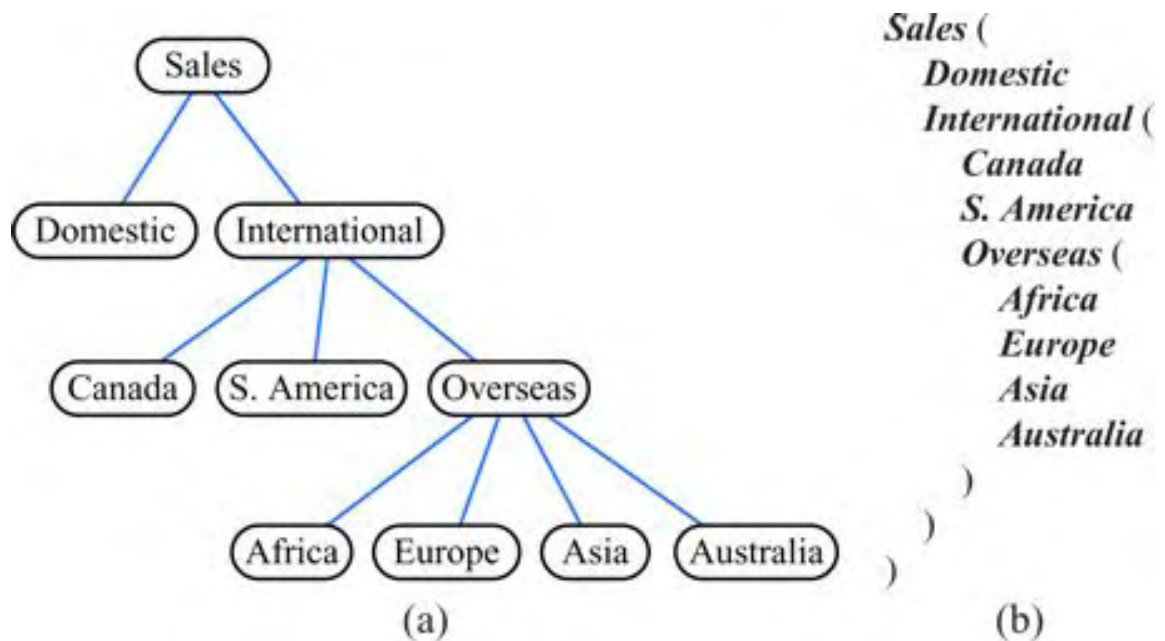 Sales
Domestic International
Canada S. America Overseas
Africa Europe Asia Australia
(a)
Sales (
Domestic
International (
Canada
S. America
Overseas (
Africa
Europe
Asia
Australia
)
)
)
(b)